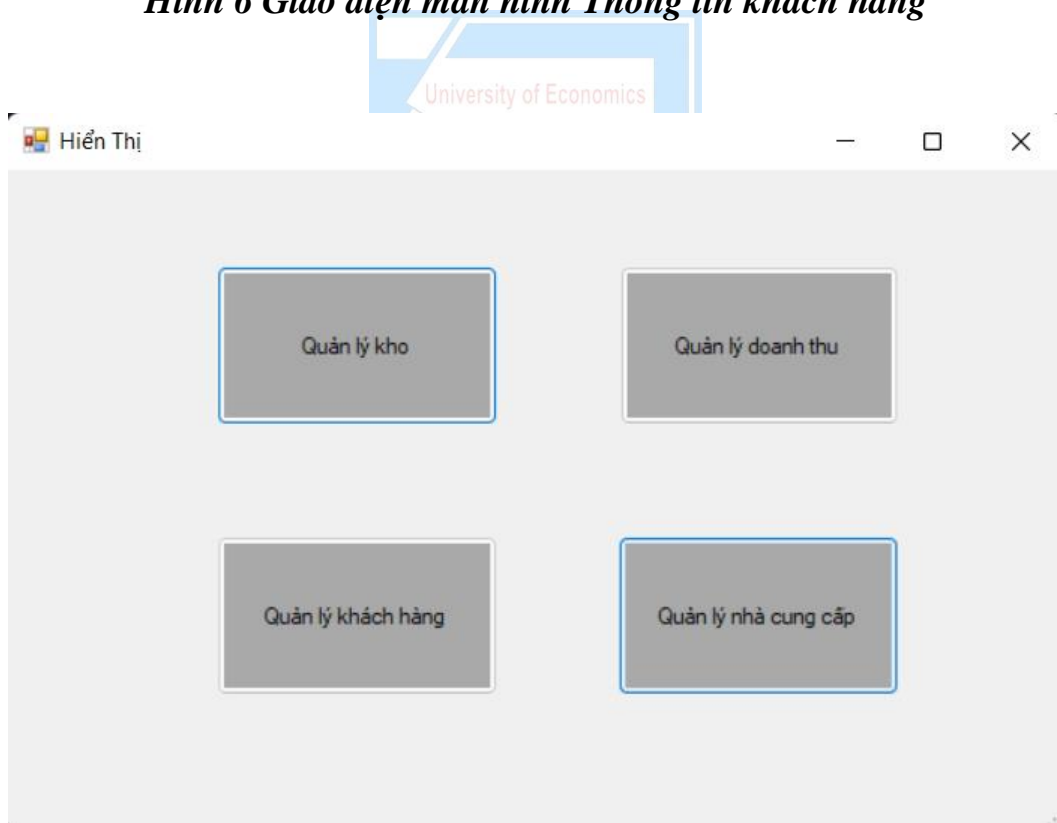 Hình 6 Giao diện màn hình Thông tin khách hàng
University of Economics
Hiển Thị
Quản lý kho
Quản lý doanh thu
Quản lý khách hàng
Quản lý nhà cung cấp